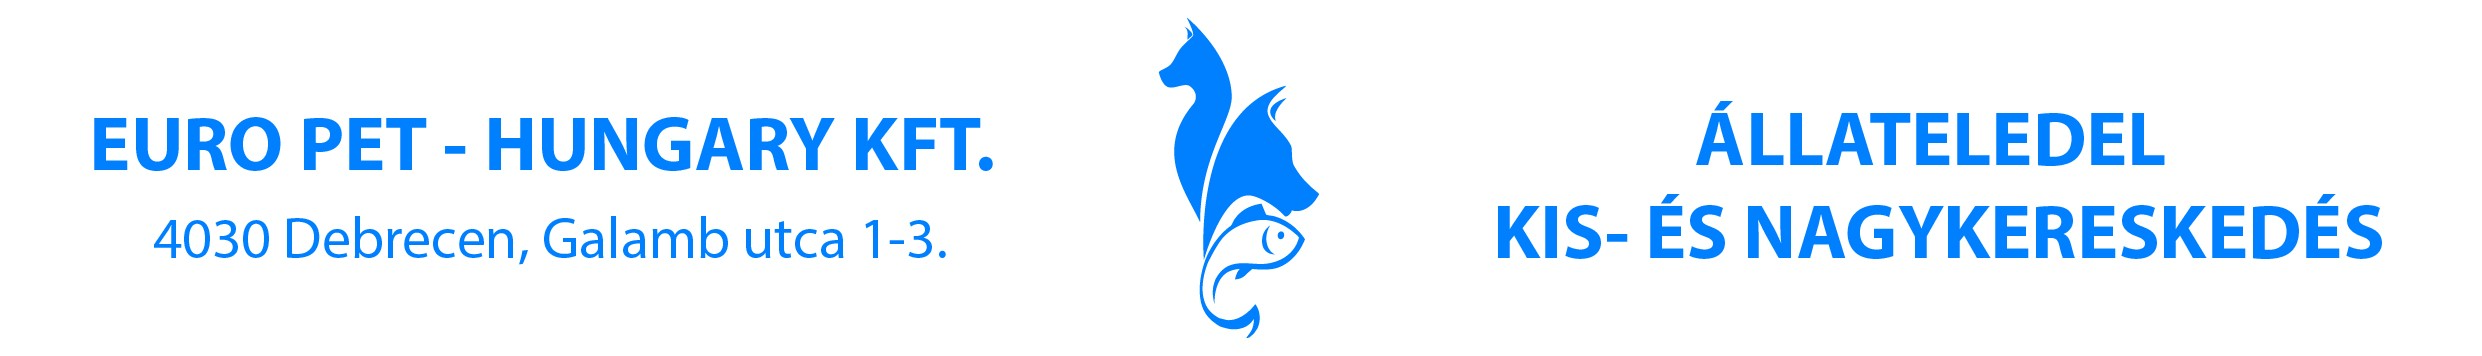 EURO PET - HUNGARY KFT.
4030 Debrecen, Galamb utca 1-3.
ÁLLATELEDEL
KIS- ÉS NAGYKERESKEDÉS